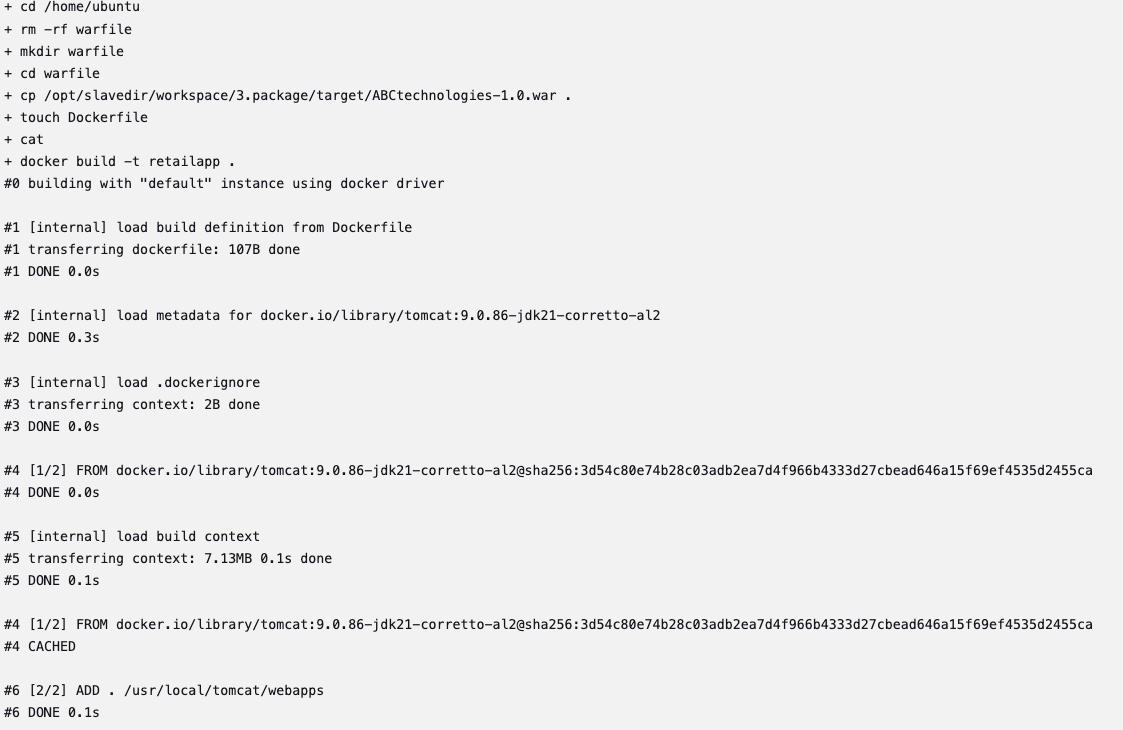 + cd /home/ubuntu
+ rm -rf warfile
+ mkdir warfile
+ cd warfile
+ cp /opt/slavedir/workspace/3.package/target/ABCtechnologies-1.0.war .
+ touch Dockerfile
+ cat
+ docker build -t retailapp .
#0 building with "default" instance using docker driver

#1 [internal] load build definition from Dockerfile
#1 transferring dockerfile: 107B done
#1 DONE 0.0s

#2 [internal] load metadata for docker.io/library/tomcat:9.0.86-jdk21-corretto-al2
#2 DONE 0.3s

#3 [internal] load .dockerignore
#3 transferring context: 2B done
#3 DONE 0.0s

#4 [1/2] FROM docker.io/library/tomcat:9.0.86-jdk21-corretto-al2@sha256:3d54c80e74b28c03adb2ea7d4f966b4333d27cbead646a15f69ef4535d2455ca
#4 DONE 0.0s

#5 [internal] load build context
#5 transferring context: 7.13MB 0.1s done
#5 DONE 0.1s

#4 [1/2] FROM docker.io/library/tomcat:9.0.86-jdk21-corretto-al2@sha256:3d54c80e74b28c03adb2ea7d4f966b4333d27cbead646a15f69ef4535d2455ca
#4 CACHED

#6 [2/2] ADD . /usr/local/tomcat/webapps
#6 DONE 0.1s